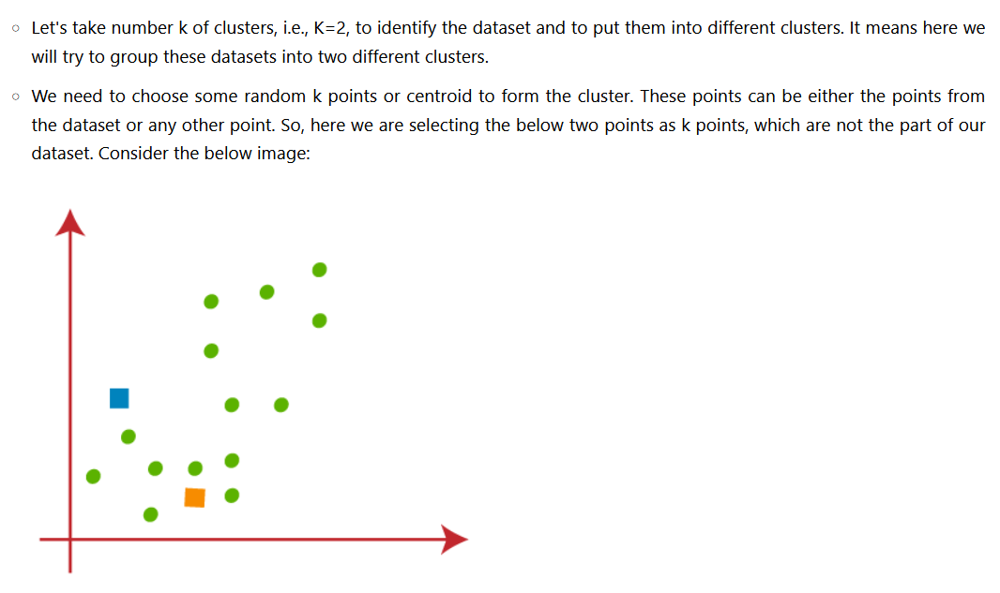 Let's take number k of clusters, i.e., K=2, to identify the dataset and to put them into different clusters. It means here we
will try to group these datasets into two different clusters.
We need to choose some random k points or centroid to form the cluster. These points can be either the points from
the dataset or any other point. So, here we are selecting the below two points as k points, which are not the part of our
dataset. Consider the below image: